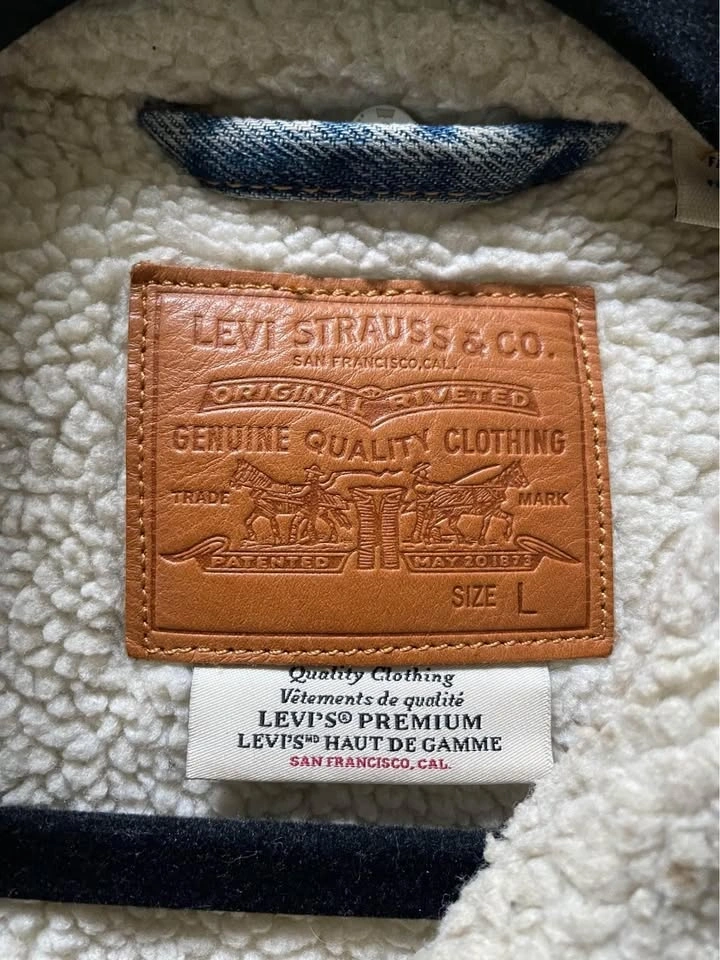 LEVI STRAUSS & CO.
SAN FRANCISCO, CAL.
ORIGINAL RIVETED
GENUINE QUALITY CLOTHING
TRADE MARK
PATENTED MAY 20 1873
SIZE L
Quality Clothing
Vêtements de qualité
LEVI'S® PREMIUM
LEVI'Sᴹᴰ HAUT DE GAMME
SAN FRANCISCO, CAL.